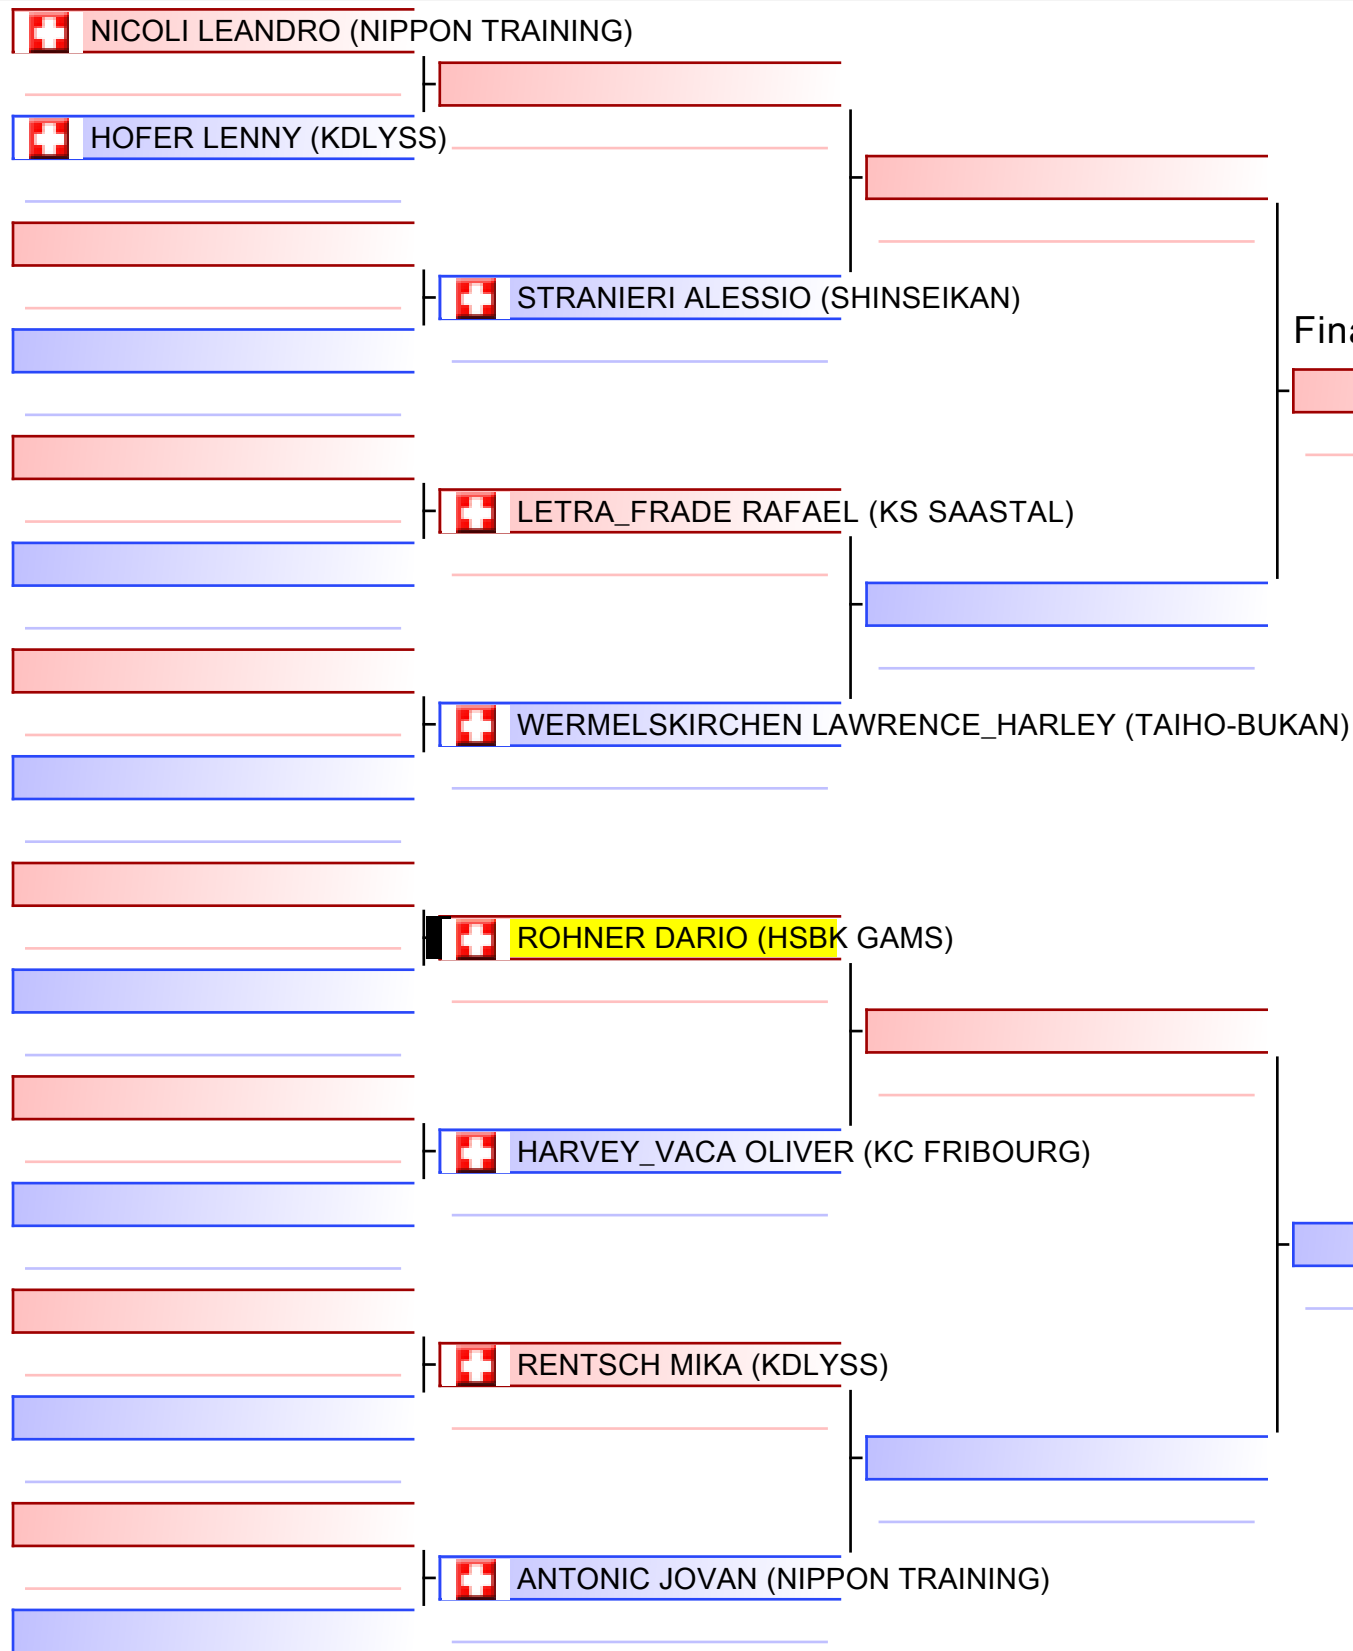 NICOLI LEANDRO (NIPPON TRAINING)
HOFER LENNY (KDLYSS)
STRANIERI ALESSIO (SHINSEIKAN)
Fina
LETRA_FRADE RAFAEL (KS SAASTAL)
WERMELSKIRCHEN LAWRENCE_HARLEY (TAIHO-BUKAN)
ROHNER DARIO (HSBK GAMS)
HARVEY_VACA OLIVER (KC FRIBOURG)
RENTSCH MIKA (KDLYSS)
ANTONIC JOVAN (NIPPON TRAINING)